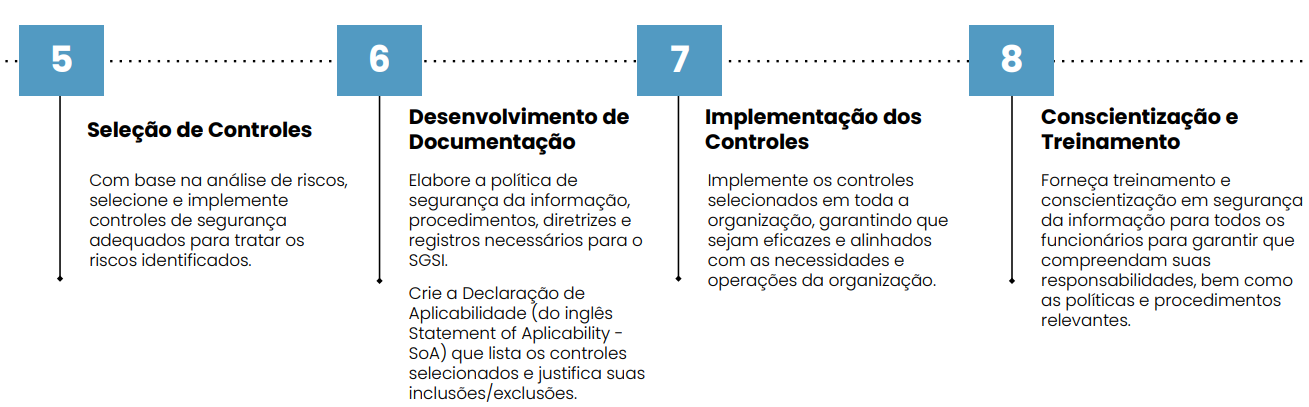 5
Seleção de Controles
Com base na análise de riscos,
selecione e implemente
controles de segurança
adequados para tratar os
riscos identificados.
6
Desenvolvimento de
Documentação
Elabore a política de
segurança da informação,
procedimentos, diretrizes e
registros necessários para o
SGSI.
Crie a Declaração de
Aplicabilidade (do inglês
Statement of Aplicability -
SoA) que lista os controles
selecionados e justifica suas
inclusões/exclusões.
7
Implementação dos
Controles
Implemente os controles
selecionados em toda a
organização, garantindo que
sejam eficazes e alinhados
com as necessidades e
operações da organização.
8
Conscientização e
Treinamento
Forneça treinamento e
conscientização em segurança
da informação para todos os
funcionários para garantir que
compreendam suas
responsabilidades, bem como
as políticas e procedimentos
relevantes.